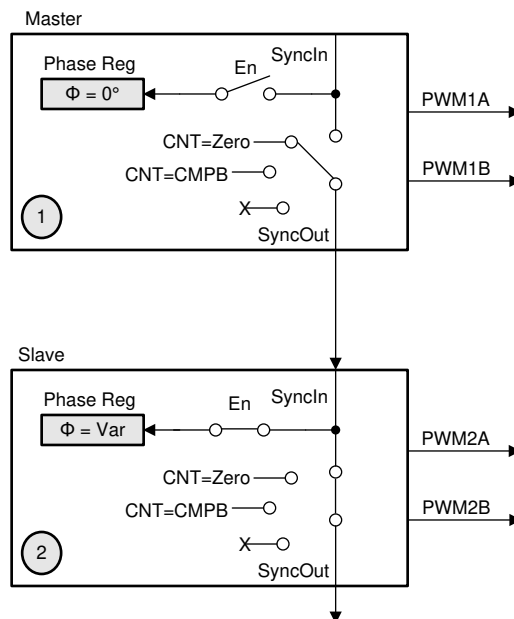 Master
Phase Reg
En
SyncIn
Φ = 0°
PWM1A
CNT=Zero
CNT=CMPB
PWM1B
X
1
SyncOut
Slave
Phase Reg
En
SyncIn
Φ = Var
PWM2A
CNT=Zero
CNT=CMPB
PWM2B
X
2
SyncOut